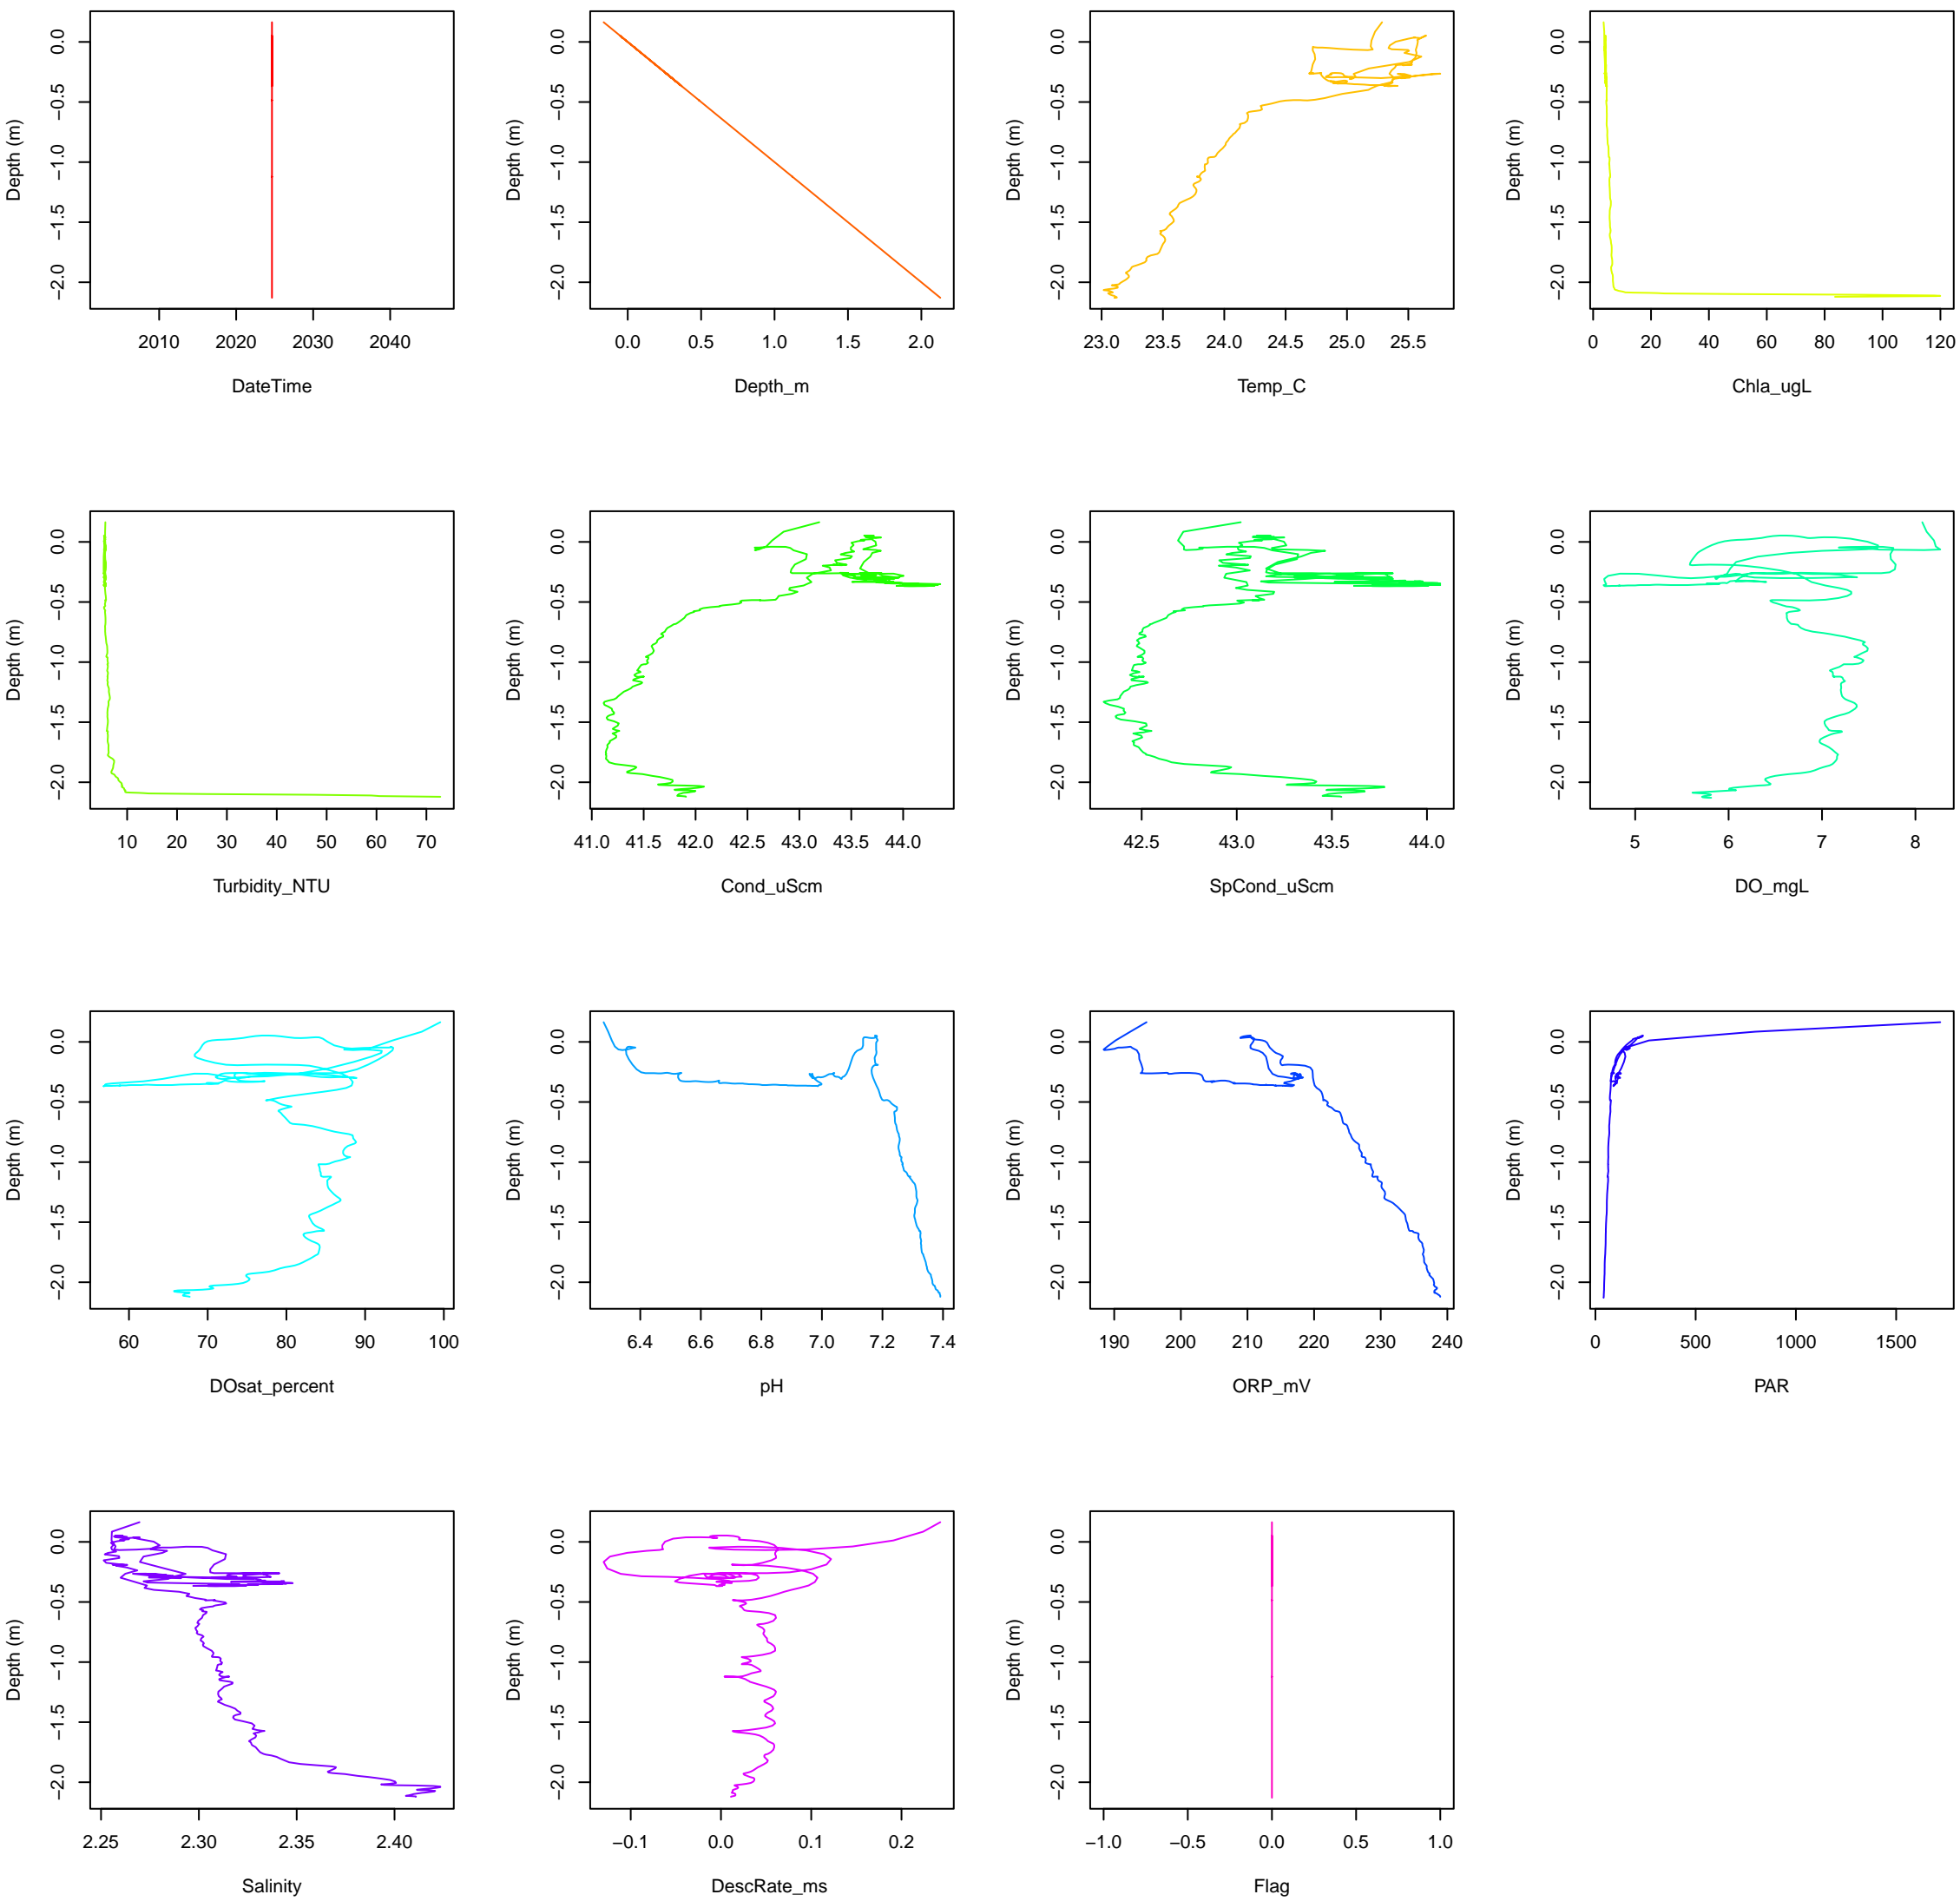 Depth (m)
0.0
−0.5
−1.0
−1.5
−2.0
2010 2020 2030 2040
DateTime
Depth (m)
0.0
−0.5
−1.0
−1.5
−2.0
0.0 0.5 1.0 1.5 2.0
Depth_m
Depth (m)
0.0
−0.5
−1.0
−1.5
−2.0
23.0 23.5 24.0 24.5 25.0 25.5
Temp_C
Depth (m)
0.0
−0.5
−1.0
−1.5
−2.0
0 20 40 60 80 100 120
Chla_ugL
Depth (m)
0.0
−0.5
−1.0
−1.5
−2.0
10 20 30 40 50 60 70
Turbidity_NTU
Depth (m)
0.0
−0.5
−1.0
−1.5
−2.0
41.0 41.5 42.0 42.5 43.0 43.5 44.0
Cond_uScm
Depth (m)
0.0
−0.5
−1.0
−1.5
−2.0
42.5 43.0 43.5 44.0
SpCond_uScm
Depth (m)
0.0
−0.5
−1.0
−1.5
−2.0
5 6 7 8
DO_mgL
Depth (m)
0.0
−0.5
−1.0
−1.5
−2.0
60 70 80 90 100
DOsat_percent
Depth (m)
0.0
−0.5
−1.0
−1.5
−2.0
6.4 6.6 6.8 7.0 7.2 7.4
pH
Depth (m)
0.0
−0.5
−1.0
−1.5
−2.0
190 200 210 220 230 240
ORP_mV
Depth (m)
0.0
−0.5
−1.0
−1.5
−2.0
0 500 1000 1500
PAR
Depth (m)
0.0
−0.5
−1.0
−1.5
−2.0
2.25 2.30 2.35 2.40
Salinity
Depth (m)
0.0
−0.5
−1.0
−1.5
−2.0
−0.1 0.0 0.1 0.2
DescRate_ms
Depth (m)
0.0
−0.5
−1.0
−1.5
−2.0
−1.0 −0.5 0.0 0.5 1.0
Flag